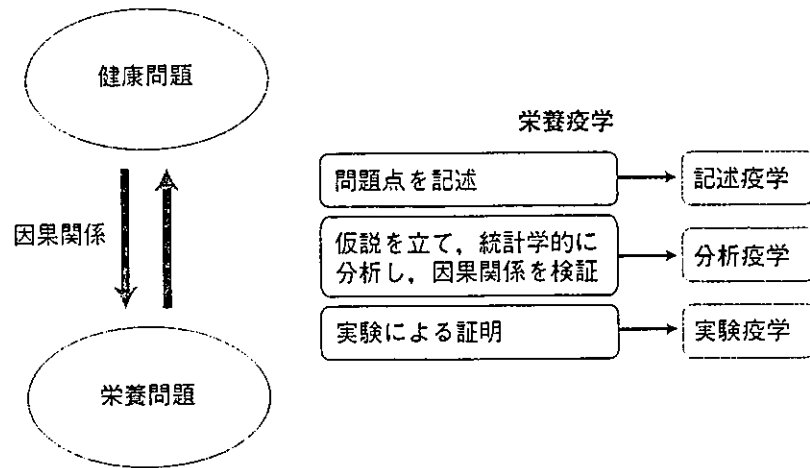 健康問題
因果関係
栄養問題
栄養疫学
問題点を記述
記述疫学
仮説を立て，統計学的に
分析し，因果関係を検証
分析疫学
実験による証明
実験疫学